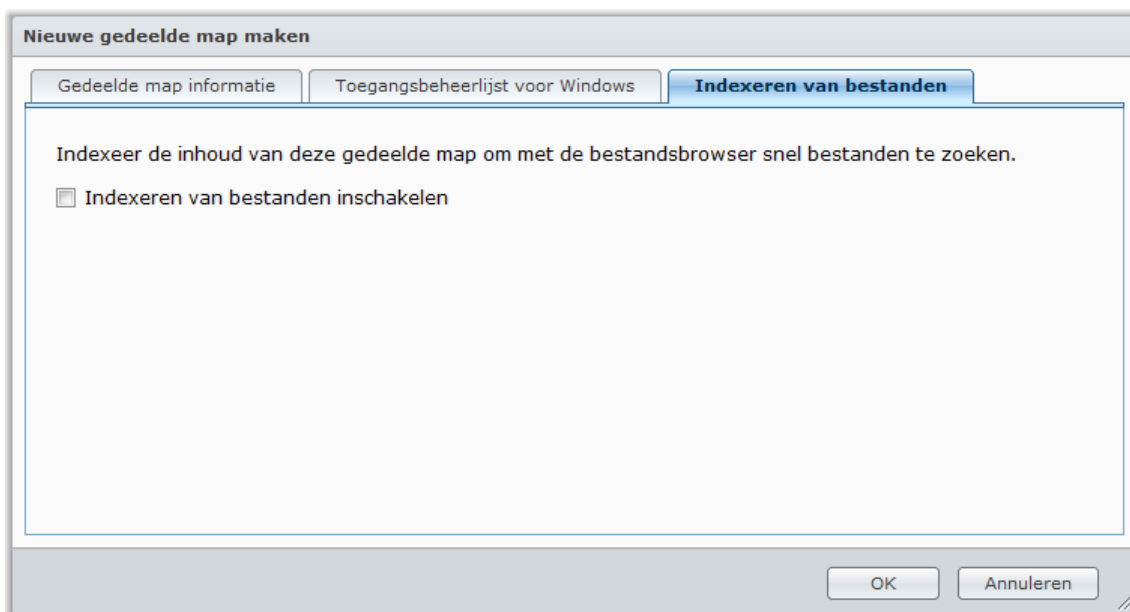 Nieuwe gedeelde map maken
Gedeelde map informatie
Toegangsbeheerlijst voor Windows
Indexeren van bestanden
Indexeer de inhoud van deze gedeelde map om met de bestandsbrowser snel bestanden te zoeken.
Indexeren van bestanden inschakelen
OK
Annuleren